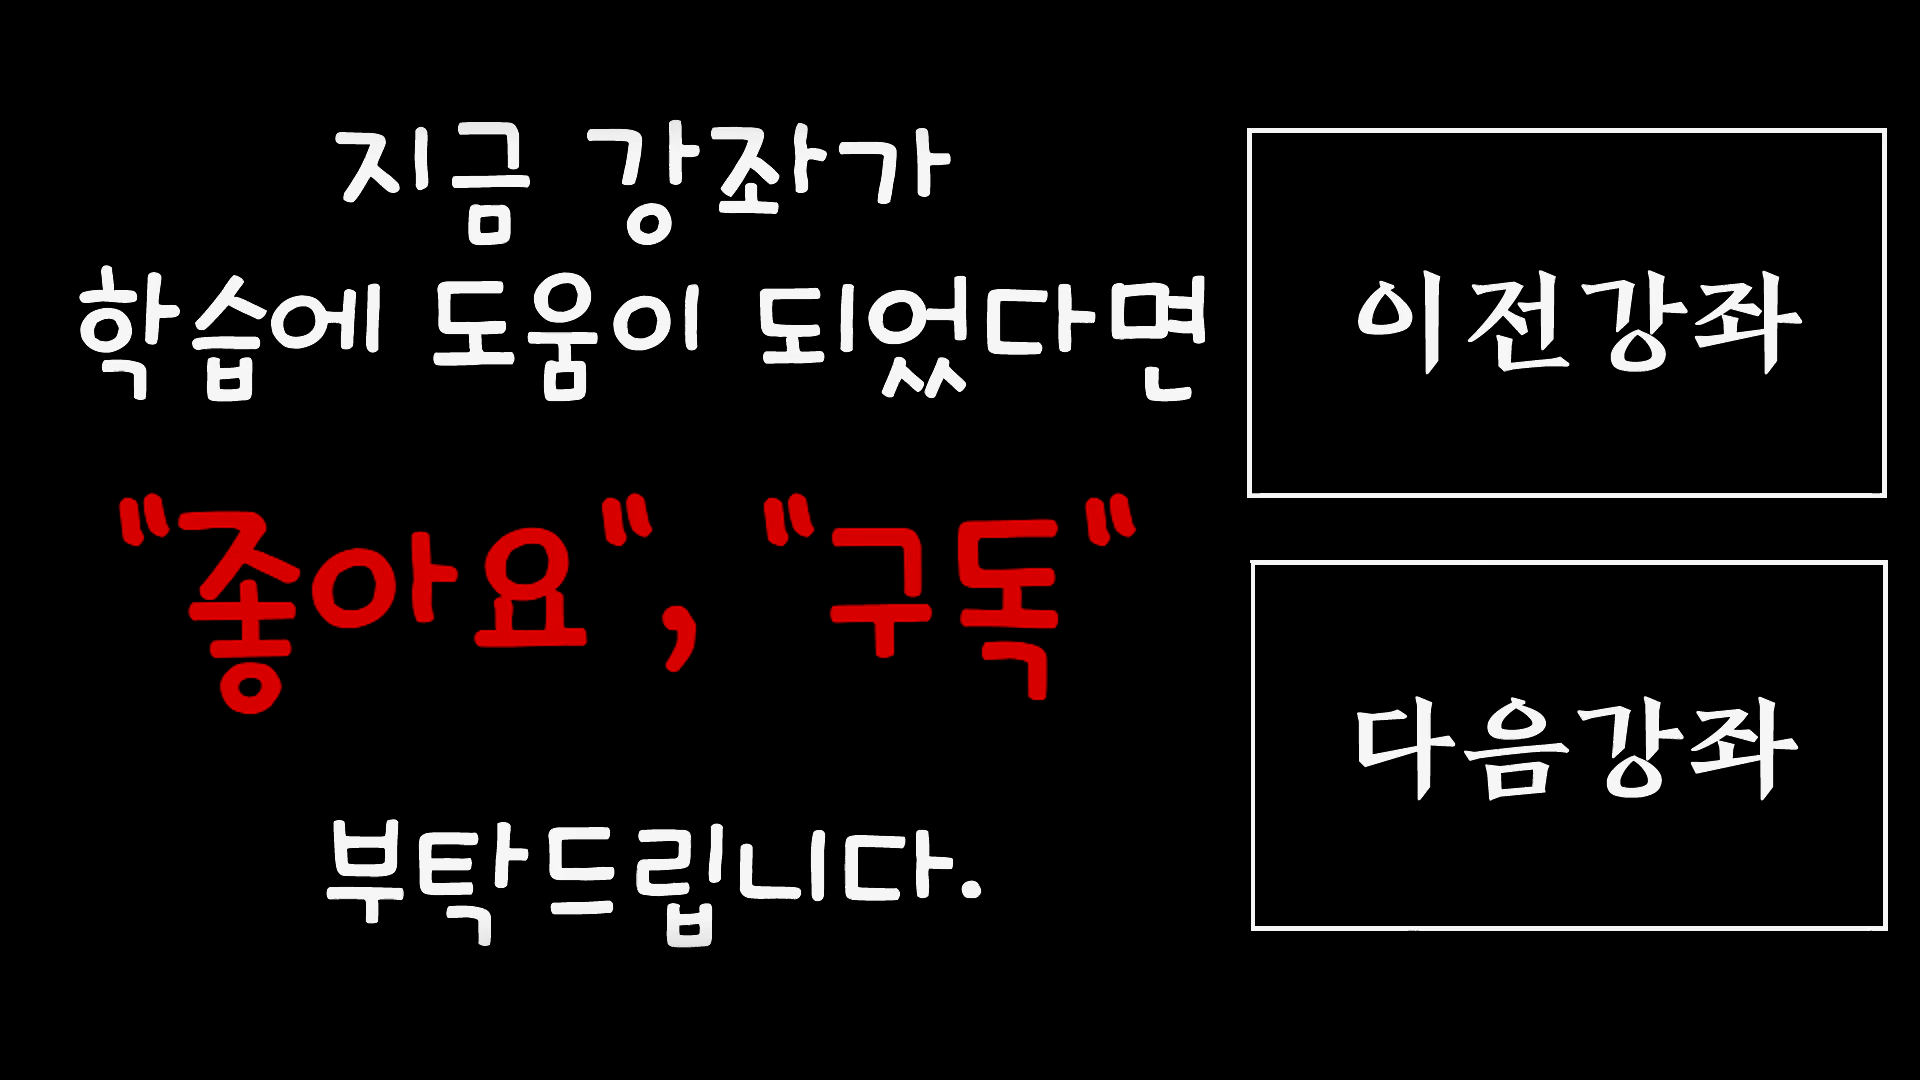 지금 강좌가
학습에 도움이 되었다면
"좋아요", "구독"
부탁드립니다.
이전강좌
다음강좌